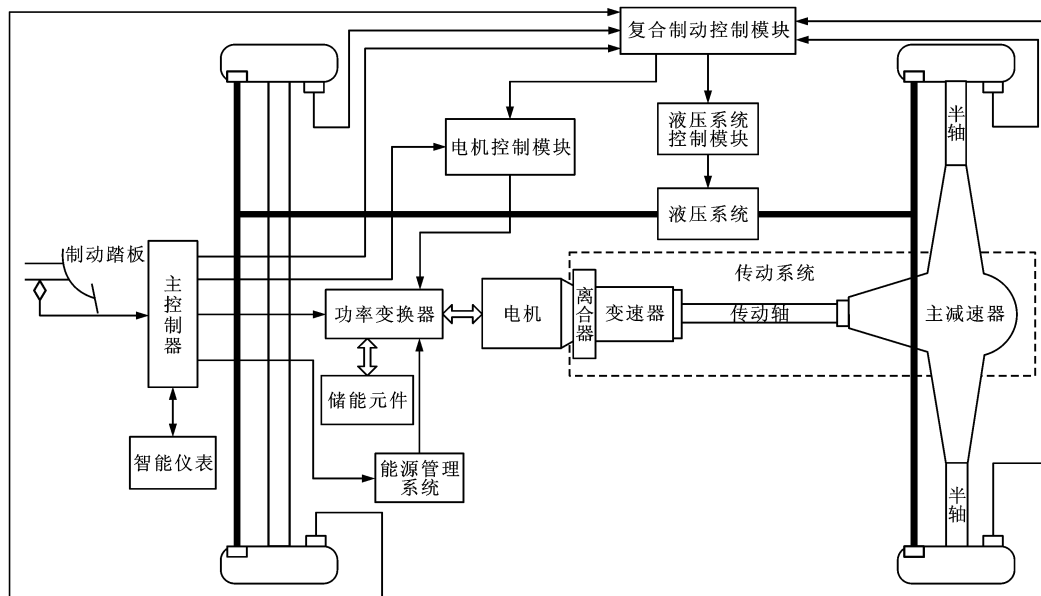 复合制动控制模块
液压系统
控制模块
电机控制模块
半轴
液压系统
制动踏板
主控制器
传动系统
功率变换器
电机
离合器
变速器
传动轴
主减速器
储能元件
智能仪表
能源管理
系统
半轴